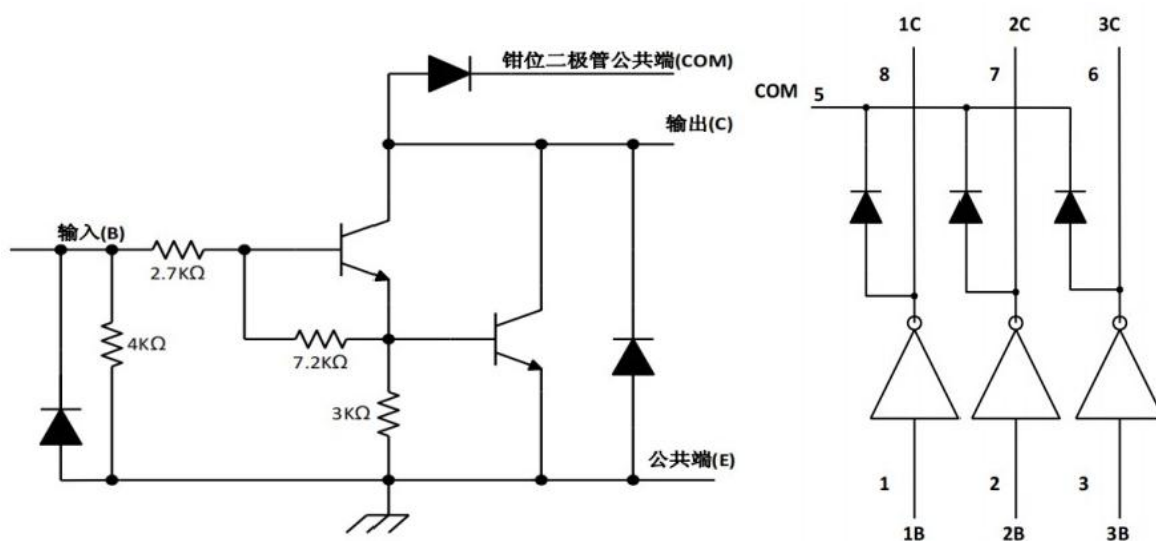 钳位二极管公共端(COM)
输出(C)
输入(B)
2.7KΩ
4KΩ
7.2KΩ
3KΩ
公共端(E)
1C 2C 3C
8 7 6
COM 5
1 2 3
1B 2B 3B